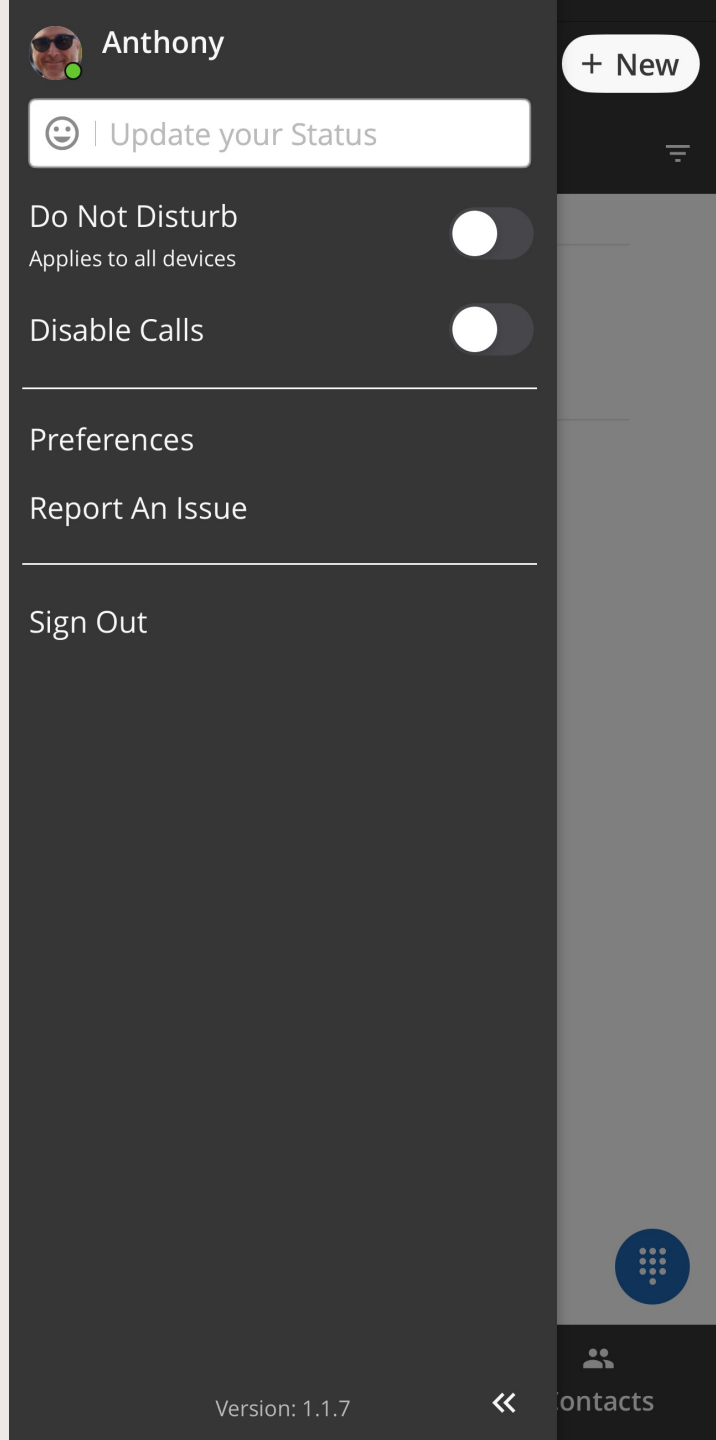 Anthony
+ New
Update your Status
Do Not Disturb
Applies to all devices
Disable Calls
Preferences
Report An Issue
Sign Out
Version: 1.1.7
ontacts